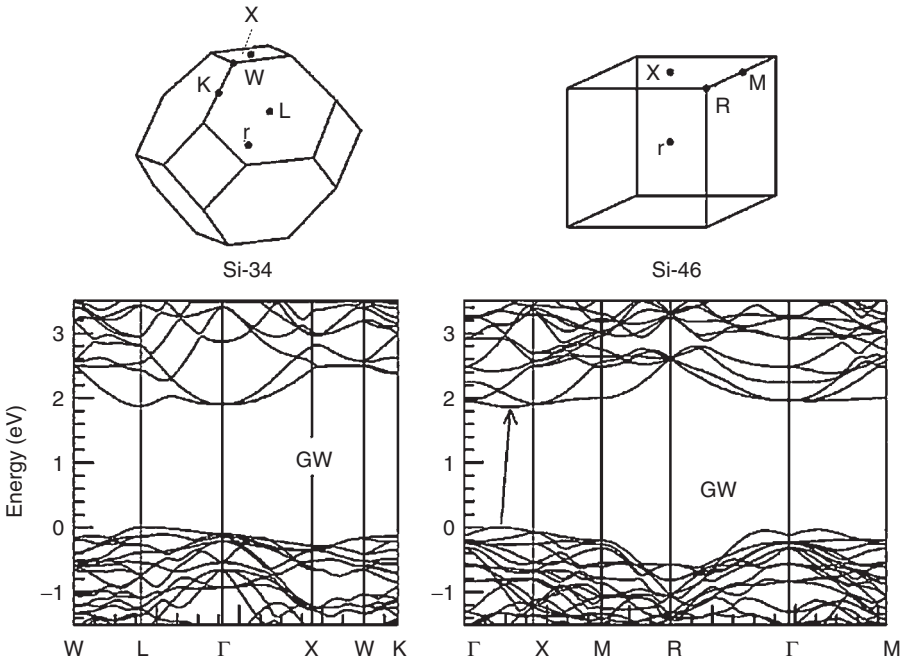 X
W
K
L
r
X
M
R
r
Si-34
Si-46
Energy (eV)
3
2
1
0
−1
GW
W L Γ X W K
3
2
1
0
−1
GW
Γ X M R Γ M